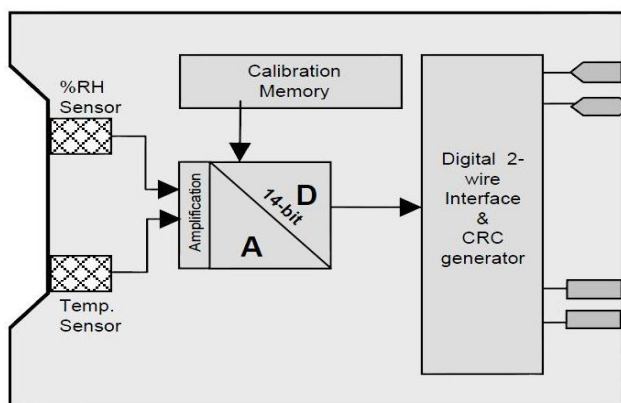 %RH
Sensor
Calibration
Memory
Amplification
14-bit
D
A
Digital 2-
wire
Interface
&
CRC
generator
Temp.
Sensor